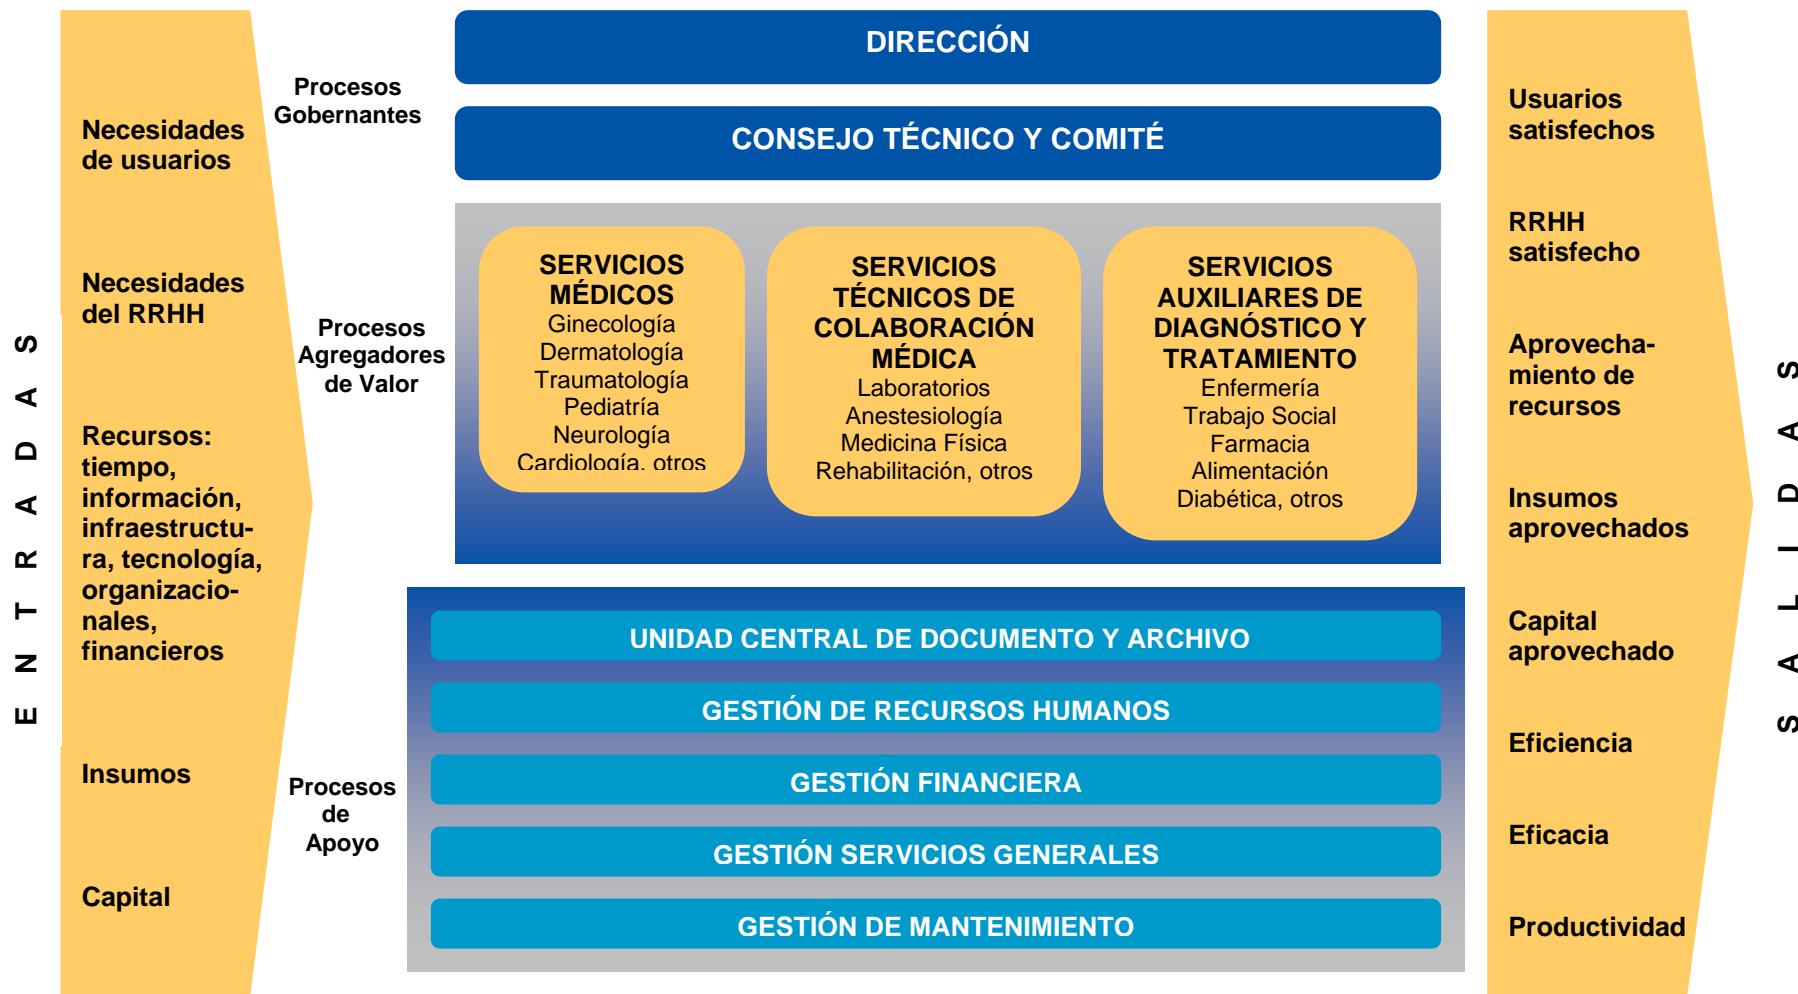 ENTRADAS
Necesidades
de usuarios
Necesidades
del RRHH
Recursos:
tiempo,
información,
infraestructu-
ra, tecnología,
organizacio-
nales,
financieros
Insumos
Capital
Procesos
Gobernantes
DIRECCIÓN
CONSEJO TÉCNICO Y COMITÉ
Procesos
Agregadores
de Valor
SERVICIOS
MÉDICOS
Ginecología
Dermatología
Traumatología
Pediatría
Neurología
Cardiología, otros
SERVICIOS
TÉCNICOS DE
COLABORACIÓN
MÉDICA
Laboratorios
Anestesiología
Medicina Física
Rehabilitación, otros
SERVICIOS
AUXILIARES DE
DIAGNÓSTICO Y
TRATAMIENTO
Enfermería
Trabajo Social
Farmacia
Alimentación
Diabética, otros
Procesos
de
Apoyo
UNIDAD CENTRAL DE DOCUMENTO Y ARCHIVO
GESTIÓN DE RECURSOS HUMANOS
GESTIÓN FINANCIERA
GESTIÓN SERVICIOS GENERALES
GESTIÓN DE MANTENIMIENTO
Usuarios
satisfechos
RRHH
satisfecho
Aprovecha-
miento de
recursos
Insumos
aprovechados
Capital
aprovechado
Eficiencia
Eficacia
Productividad
SALIDAS